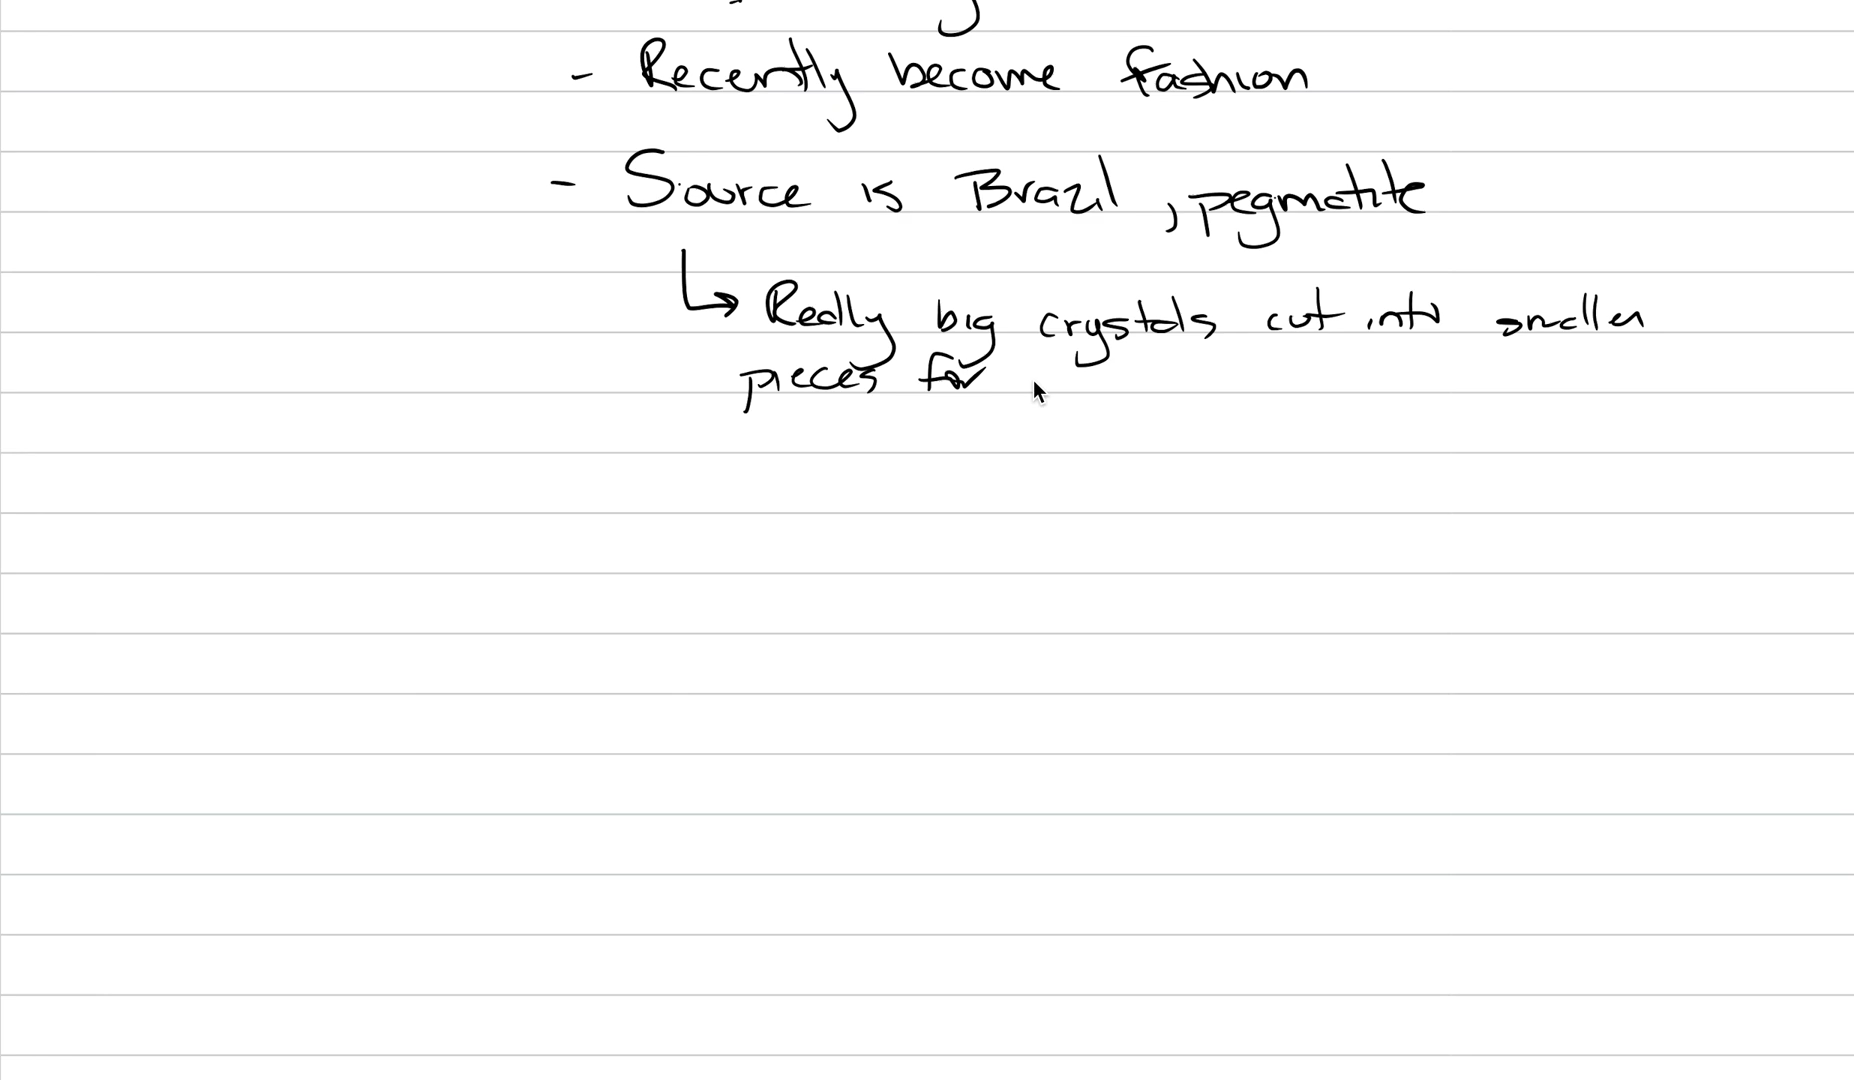 - Recently become fashion
- Source is Brazil, pegmatite
↳ Really big crystals cut into smaller
pieces for